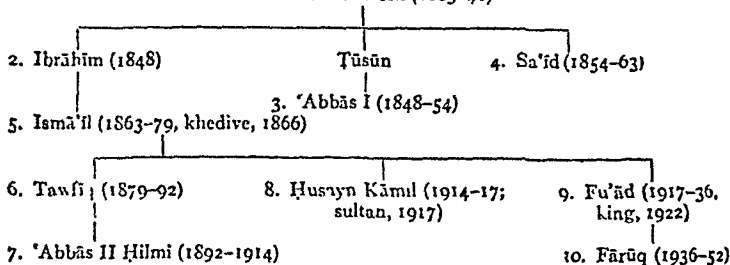 2. Ibrāhīm (1848) Ṭūsūn 4. Sa'īd (1854–63)
3. 'Abbās I (1848–54)
5. Ismā'īl (1863–79, khedive, 1866)
6. (1879–92) 8. Ḥusayn Kāmil (1914–17; 9. Fu'ād (1917–36,
sultan, 1917) king, 1922)
7. 'Abbās II Ḥilmi (1892–1914) 10. Fārūq (1936–52)